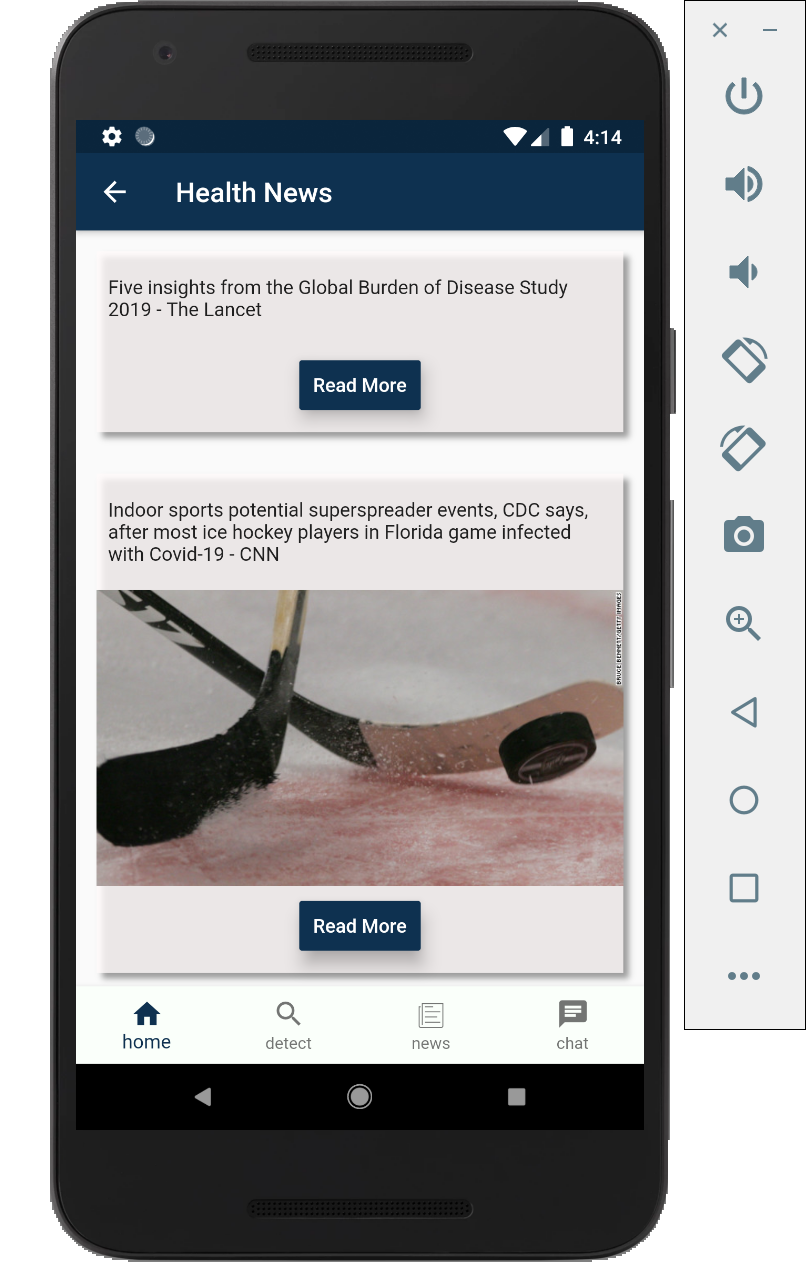 4:14
Health News
Five insights from the Global Burden of Disease Study
2019 - The Lancet
Read More
Indoor sports potential superspreader events, CDC says,
after most ice hockey players in Florida game infected
with Covid-19 - CNN
BRUCE BENNETT/GETTY IMAGES
Read More
home
detect
news
chat